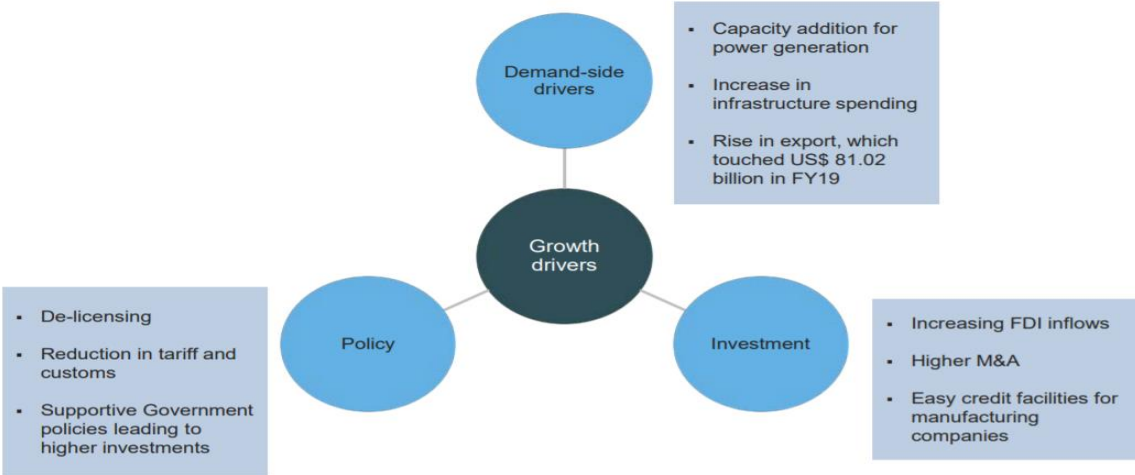 Demand-side
drivers
▪ Capacity addition for
power generation
▪ Increase in
infrastructure spending
▪ Rise in export, which
touched US$ 81.02
billion in FY19
Growth
drivers
▪ De-licensing
▪ Reduction in tariff and
customs
▪ Supportive Government
policies leading to
higher investments
Policy
Investment
▪ Increasing FDI inflows
▪ Higher M&A
▪ Easy credit facilities for
manufacturing
companies